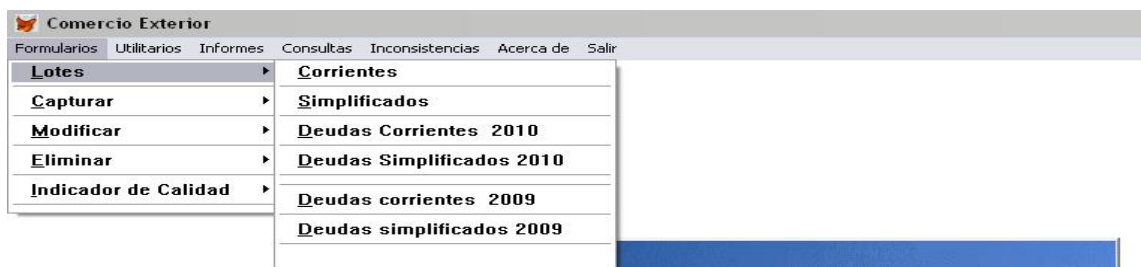 Comercio Exterior
Formularios Utilitarios Informes Consultas Inconsistencias Acerca de Salir
Lotes
Capturar
Modificar
Eliminar
Indicador de Calidad
Corrientes
Simplificados
Deudas Corrientes 2010
Deudas Simplificados 2010
Deudas corrientes 2009
Deudas simplificados 2009